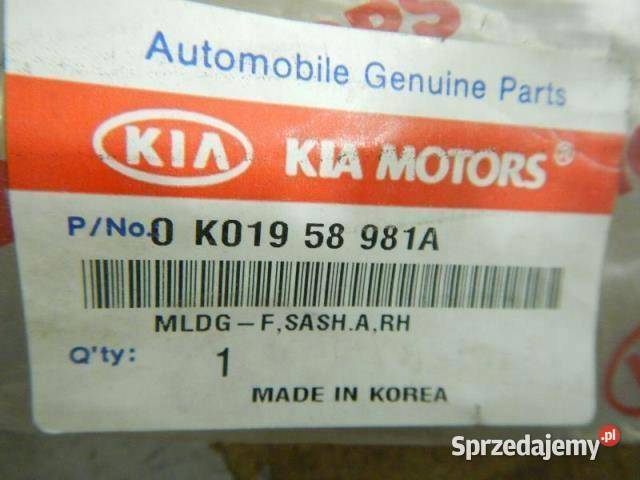 Automobile Genuine Parts
KIA KIA MOTORS®
P/No.: 0 K019 58 981A
MLDG-F,SASH.A,RH
Q'ty: 1
MADE IN KOREA
Sprzedajemy.pl